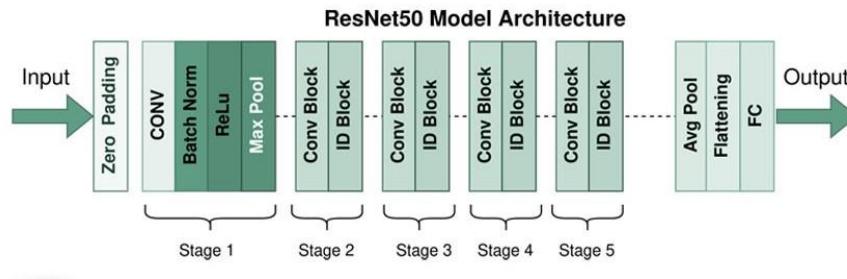 ResNet50 Model Architecture
Input
Zero Padding
CONV
Batch Norm
ReLu
Max Pool
Conv Block
ID Block
Conv Block
ID Block
Conv Block
ID Block
Conv Block
ID Block
Avg Pool
Flattening
FC
Output
Stage 1
Stage 2
Stage 3
Stage 4
Stage 5